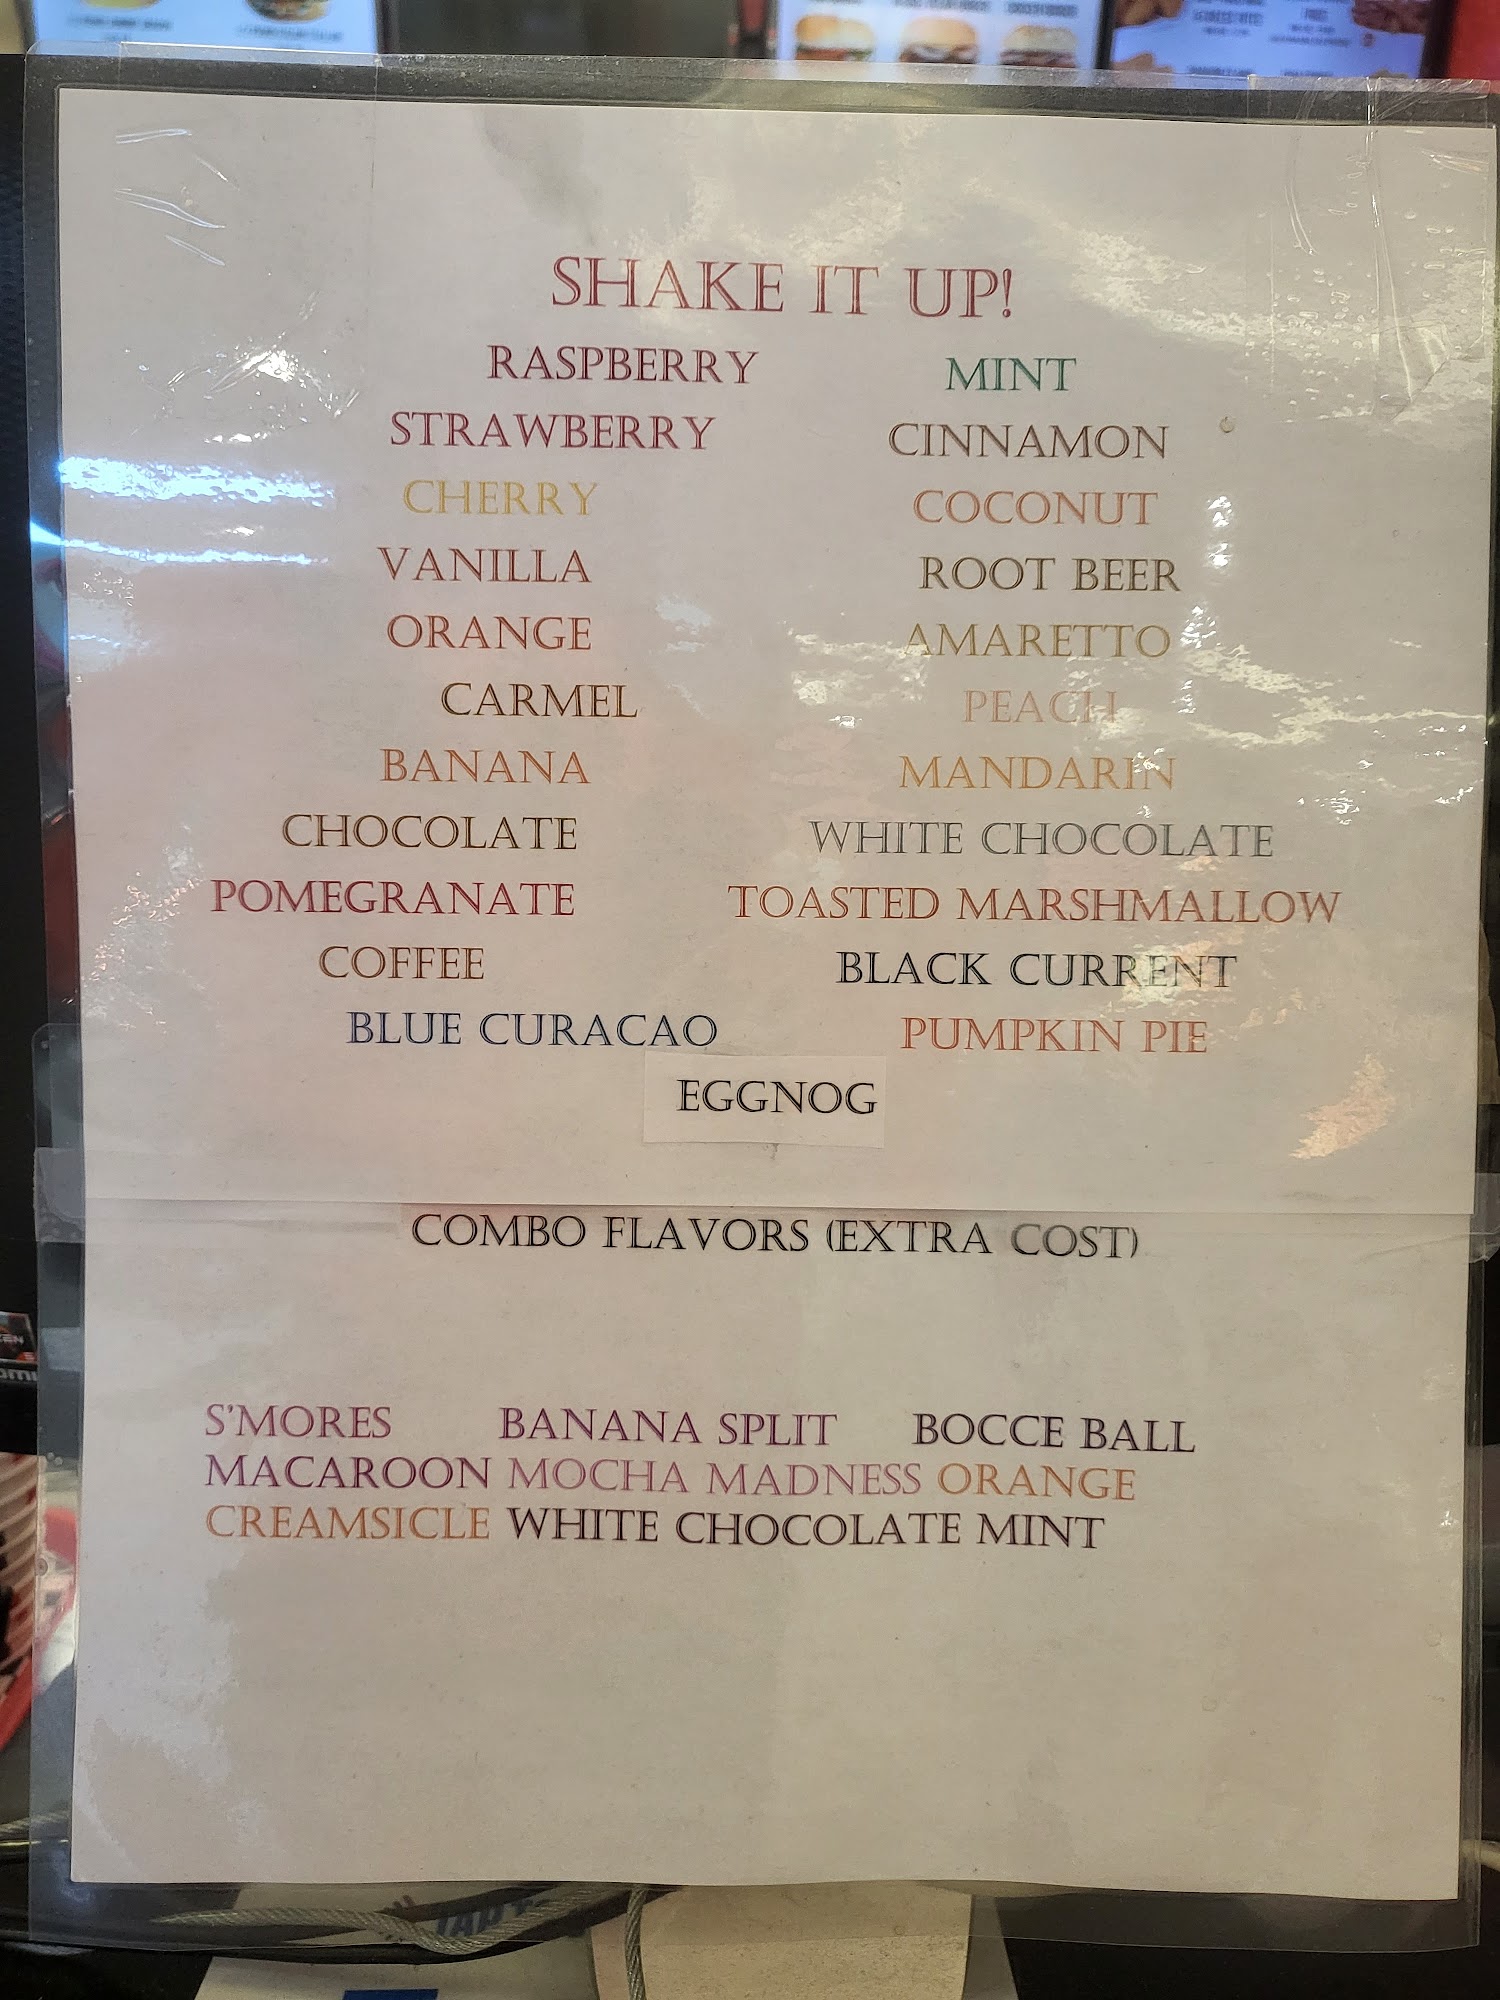 SHAKE IT UP!
RASPBERRY MINT
STRAWBERRY CINNAMON
CHERRY COCONUT
VANILLA ROOT BEER
ORANGE AMARETTO
CARMEL PEACH
BANANA MANDARIN
CHOCOLATE WHITE CHOCOLATE
POMEGRANATE TOASTED MARSHMALLOW
COFFEE BLACK CURRENT
BLUE CURACAO PUMPKIN PIE
EGGNOG
COMBO FLAVORS (EXTRA COST)
S'MORES BANANA SPLIT BOCCE BALL
MACAROON MOCHA MADNESS ORANGE
CREAMSICLE WHITE CHOCOLATE MINT